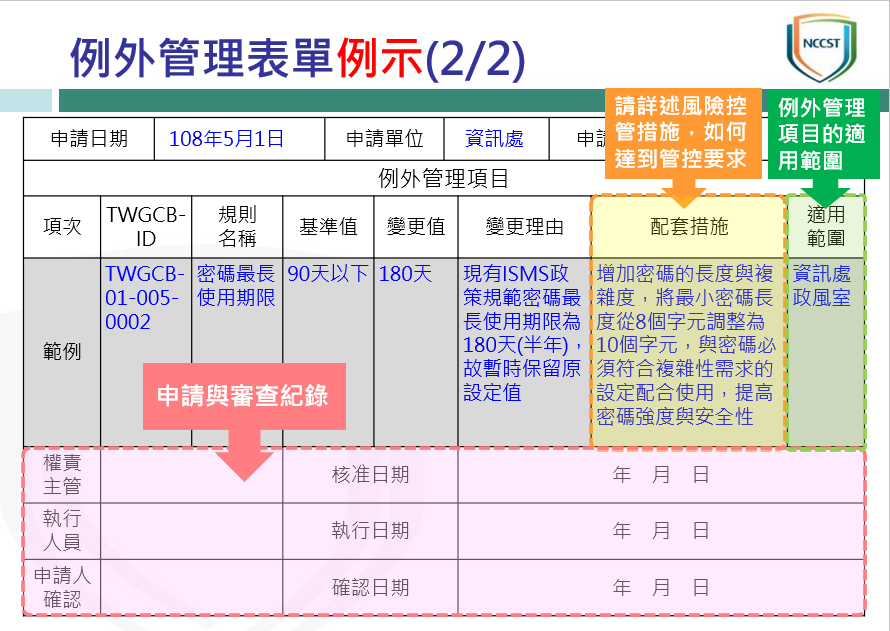 例外管理表單例示(2/2)
NCCST
請詳述風險控
管措施，如何
達到管控要求
例外管理
項目的適
用範圍
申請日期
108年5月1日
申請單位
資訊處
申
例外管理項目
項次
TWGCB-
ID
規則
名稱
基準值
變更值
變更理由
配套措施
適用
範圍
範例
TWGCB-
01-005-
0002
密碼最長
使用期限
90天以下
180天
現有ISMS政
策規範密碼最
長使用期限為
180天(半年)，
故暫時保留原
設定值
增加密碼的長度與複
雜度，將最小密碼長
度從8個字元調整為
10個字元，與密碼必
須符合複雜性需求的
設定配合使用，提高
密碼強度與安全性
資訊處
政風室
申請與審查紀錄
權責
主管
核准日期
年 月 日
執行
人員
執行日期
年 月 日
申請人
確認
確認日期
年 月 日